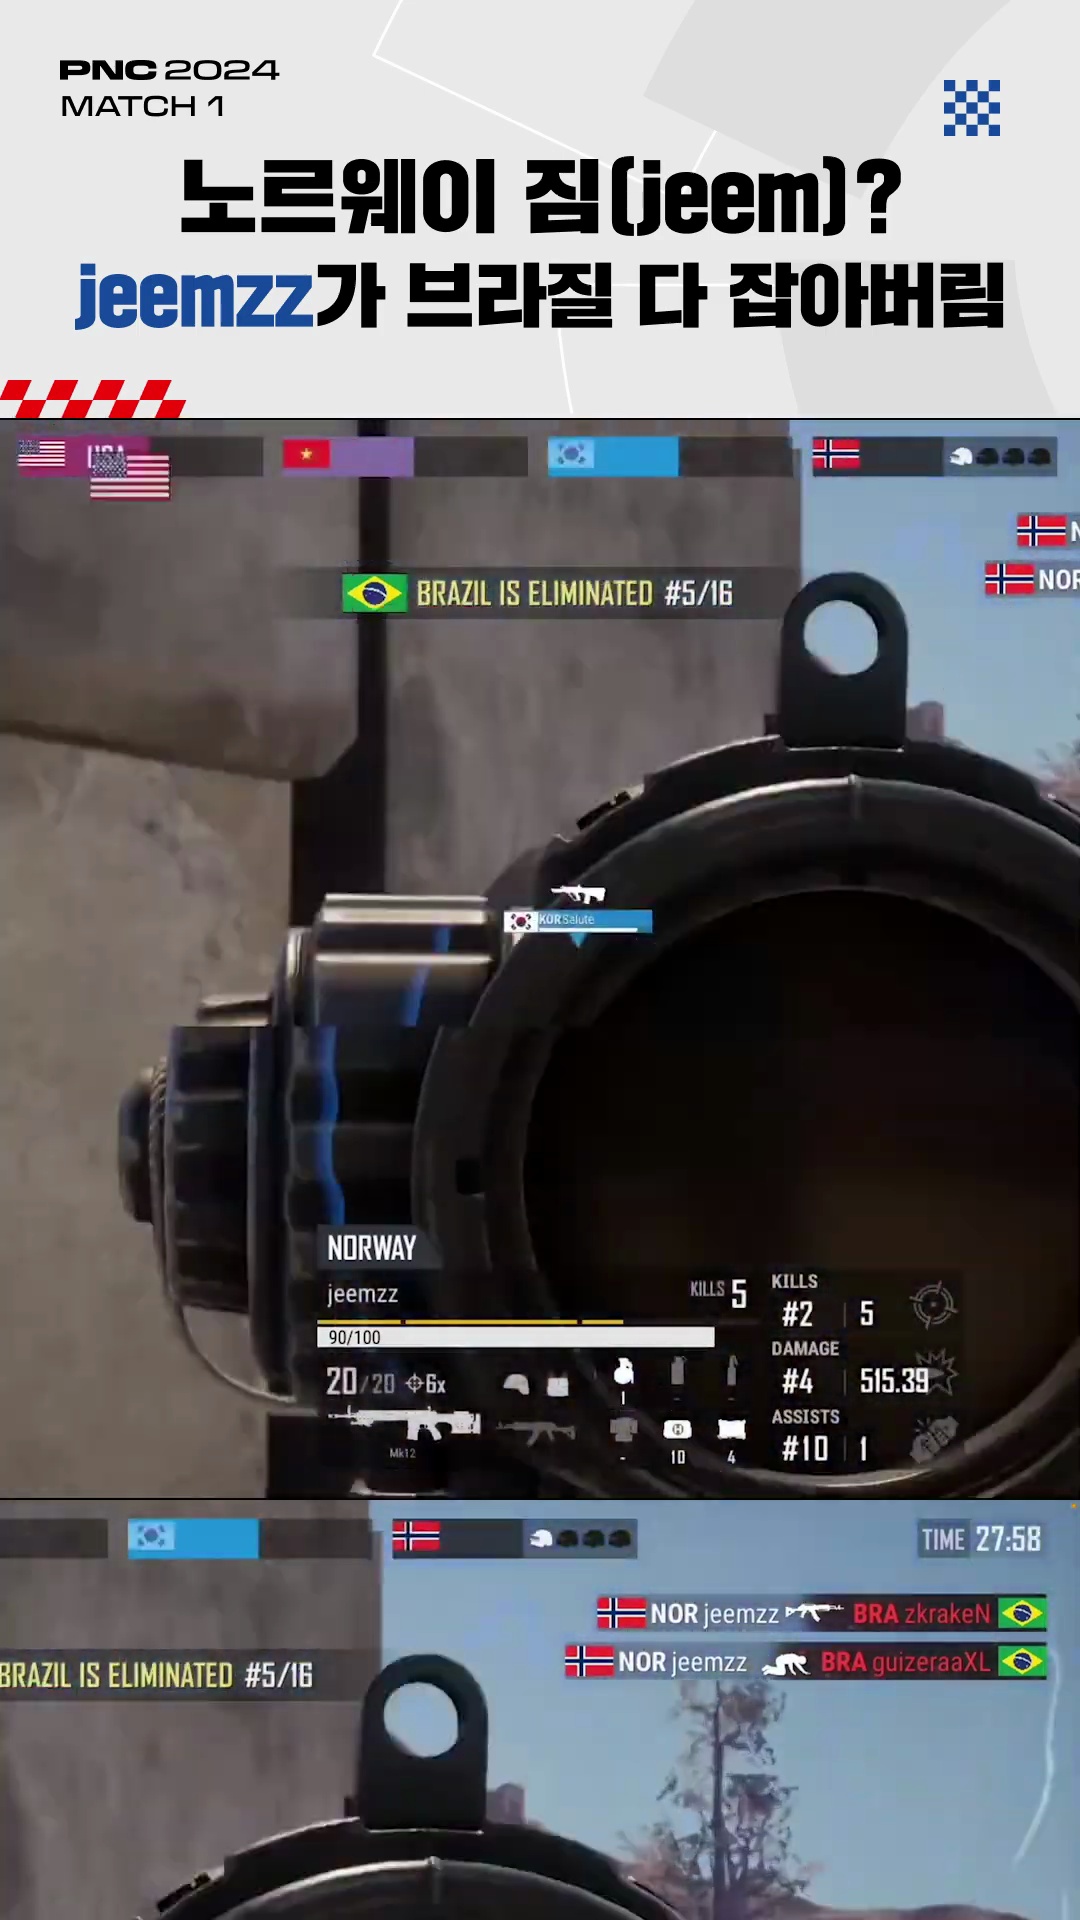 PNC 2024
MATCH 1
노르웨이 짐(jeem)?
jeemzz가 브라질 다 잡아버림
BRAZIL IS ELIMINATED #5/16
NOR
KOR Salute
NORWAY
jeemzz
KILLS 5
90/100
20/20 6x
Mk12
1
-
-
-
10
4
KILLS
#2 5
DAMAGE
#4 515.39
ASSISTS
#10 1
TIME 27:58
NOR jeemzz BRA zkrakeN
NOR jeemzz BRA guizeraaXL
BRAZIL IS ELIMINATED #5/16